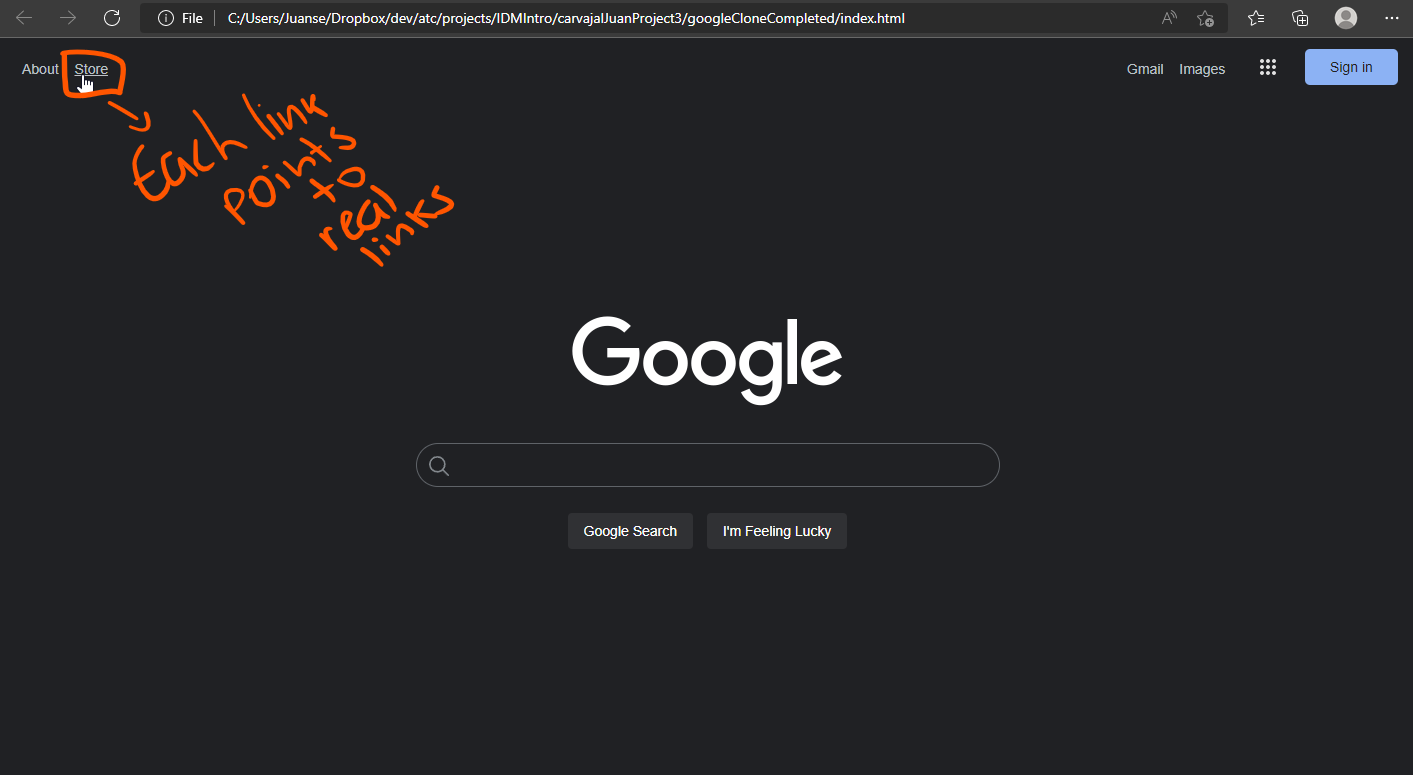 File
C:/Users/Juanse/Dropbox/dev/atc/projects/IDMIntro/carvajalJuanProject3/googleCloneCompleted/index.html
About Store Gmail Images Sign in
Each link
points
to
real
links
Google
Google Search I'm Feeling Lucky